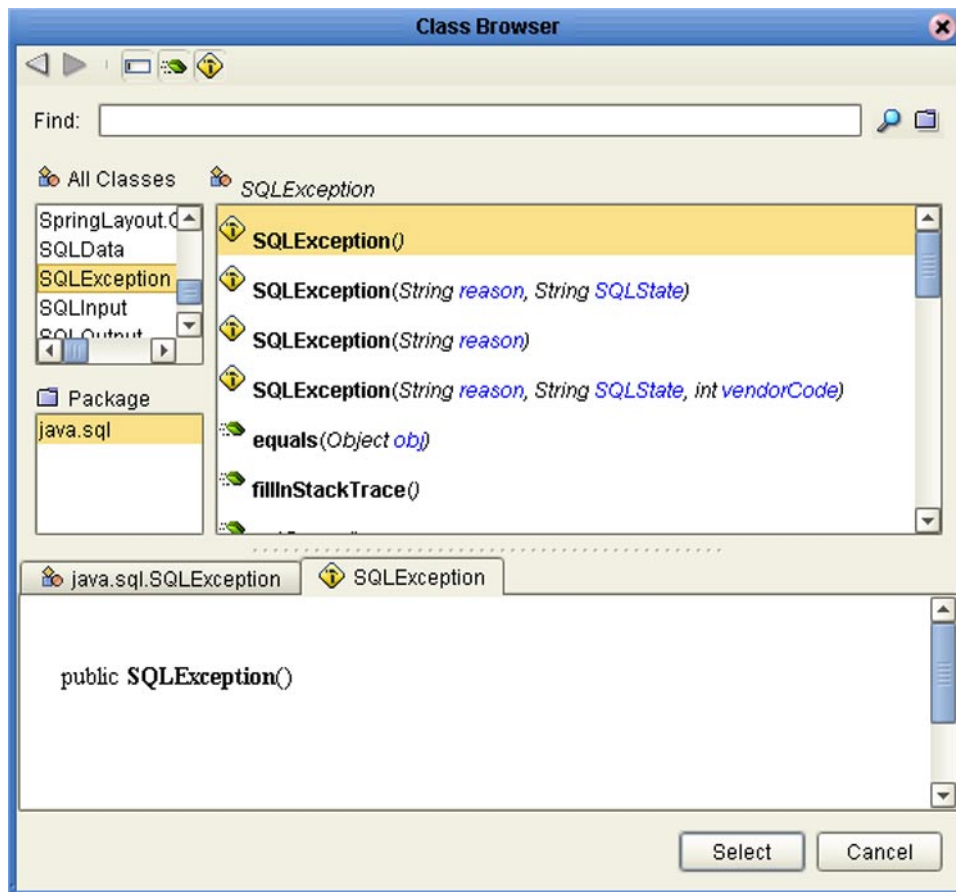 Class Browser
Find:
All Classes
SpringLayout.C
SQLData
SQLException
SQLInput
SQLOutput
Package
java.sql
SQLException
SQLException()
SQLException(String reason, String SQLState)
SQLException(String reason)
SQLException(String reason, String SQLState, int vendorCode)
equals(Object obj)
fillInStackTrace()
java.sql.SQLException
SQLException
public SQLException()
Select
Cancel